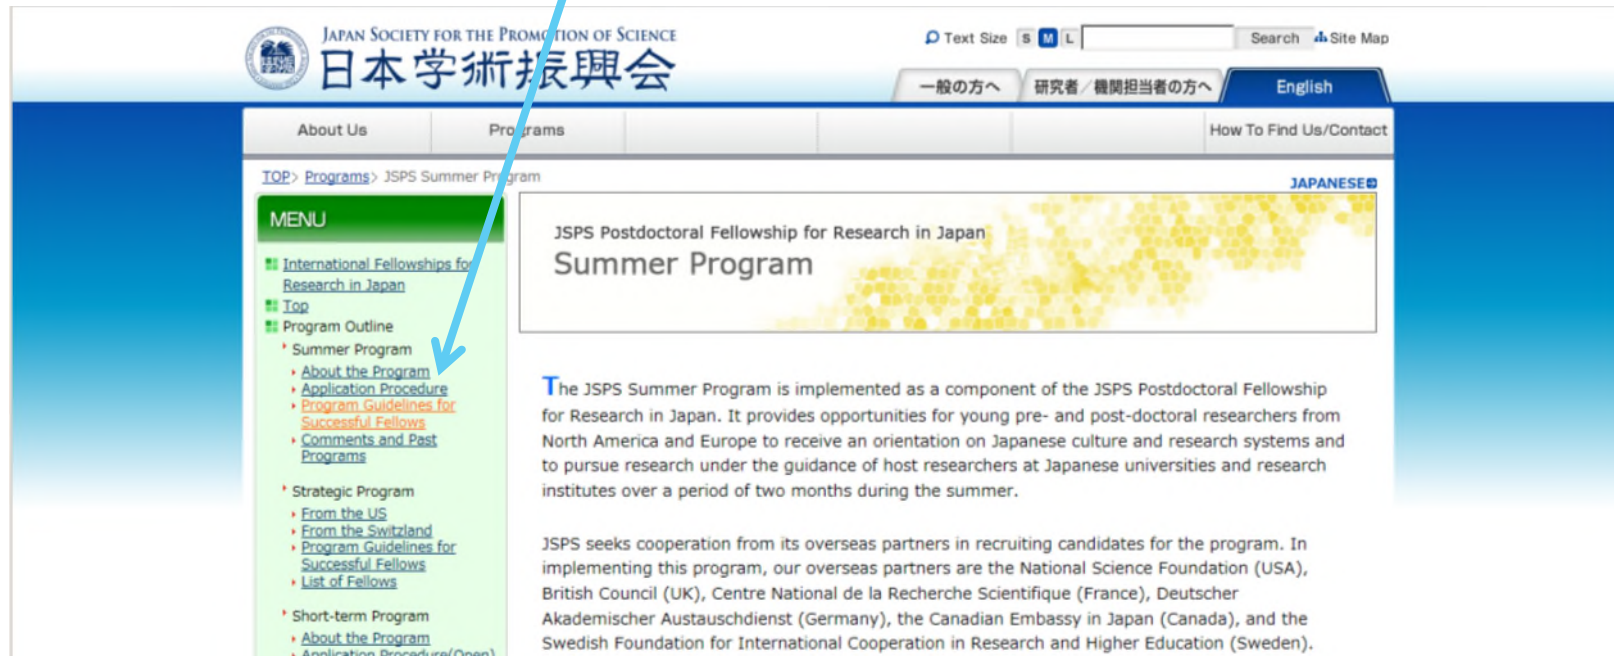 JAPAN SOCIETY FOR THE PROMOTION OF SCIENCE
日本学術振興会
Text Size S M L Search Site Map
一般の方へ 研究者/機関担当者の方へ English
About Us Programs How To Find Us/Contact
TOP> Programs> JSPS Summer Program
JAPANESE
MENU
International Fellowships for
Research in Japan
Top
Program Outline
Summer Program
About the Program
Application Procedure
Program Guidelines for
Successful Fellows
Comments and Past
Programs
Strategic Program
From the US
From the Switzland
Program Guidelines for
Successful Fellows
List of Fellows
Short-term Program
About the Program
Application Procedure(Open)
JSPS Postdoctoral Fellowship for Research in Japan
Summer Program
The JSPS Summer Program is implemented as a component of the JSPS Postdoctoral Fellowship
for Research in Japan. It provides opportunities for young pre- and post-doctoral researchers from
North America and Europe to receive an orientation on Japanese culture and research systems and
to pursue research under the guidance of host researchers at Japanese universities and research
institutes over a period of two months during the summer.
JSPS seeks cooperation from its overseas partners in recruiting candidates for the program. In
implementing this program, our overseas partners are the National Science Foundation (USA),
British Council (UK), Centre National de la Recherche Scientifique (France), Deutscher
Akademischer Austauschdienst (Germany), the Canadian Embassy in Japan (Canada), and the
Swedish Foundation for International Cooperation in Research and Higher Education (Sweden).